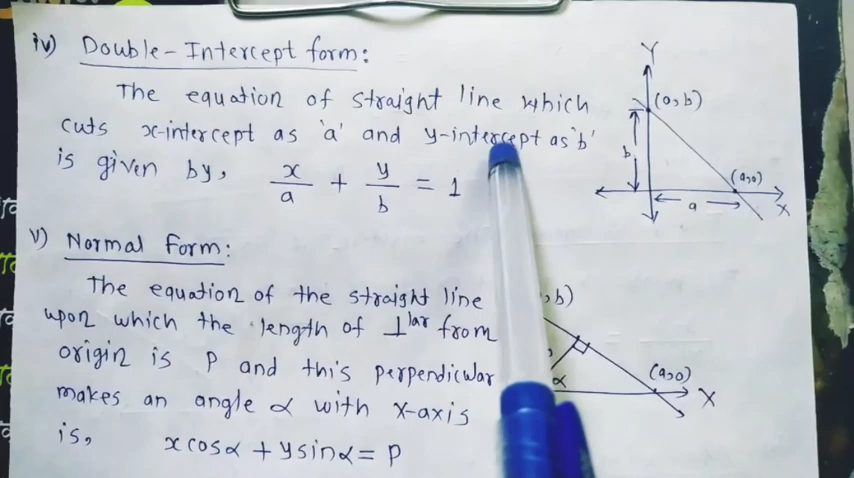 iv) Double-Intercept form:
The equation of straight line which
cuts x-intercept as 'a' and y-intercept as 'b'
is given by, x/a + y/b = 1
Y
(0,b)
b
(a,0)
a
X
v) Normal Form:
The equation of the straight line
upon which the length of ⊥lar from
origin is P and this perpendicular
makes an angle α with x-axis
is, x cosα + y sinα = P
,b)
α
(a,0)
X